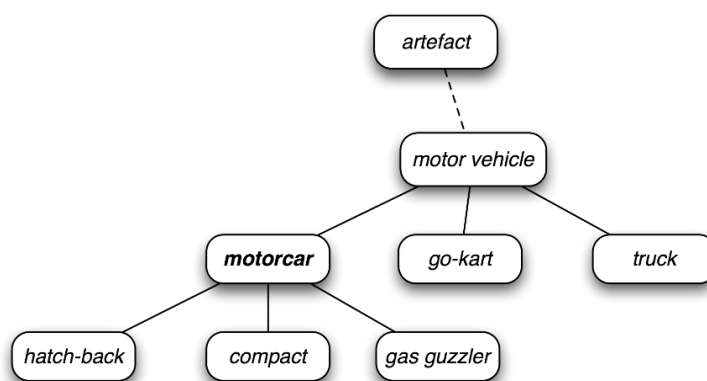 artefact
motor vehicle
motorcar
go-kart
truck
hatch-back
compact
gas guzzler